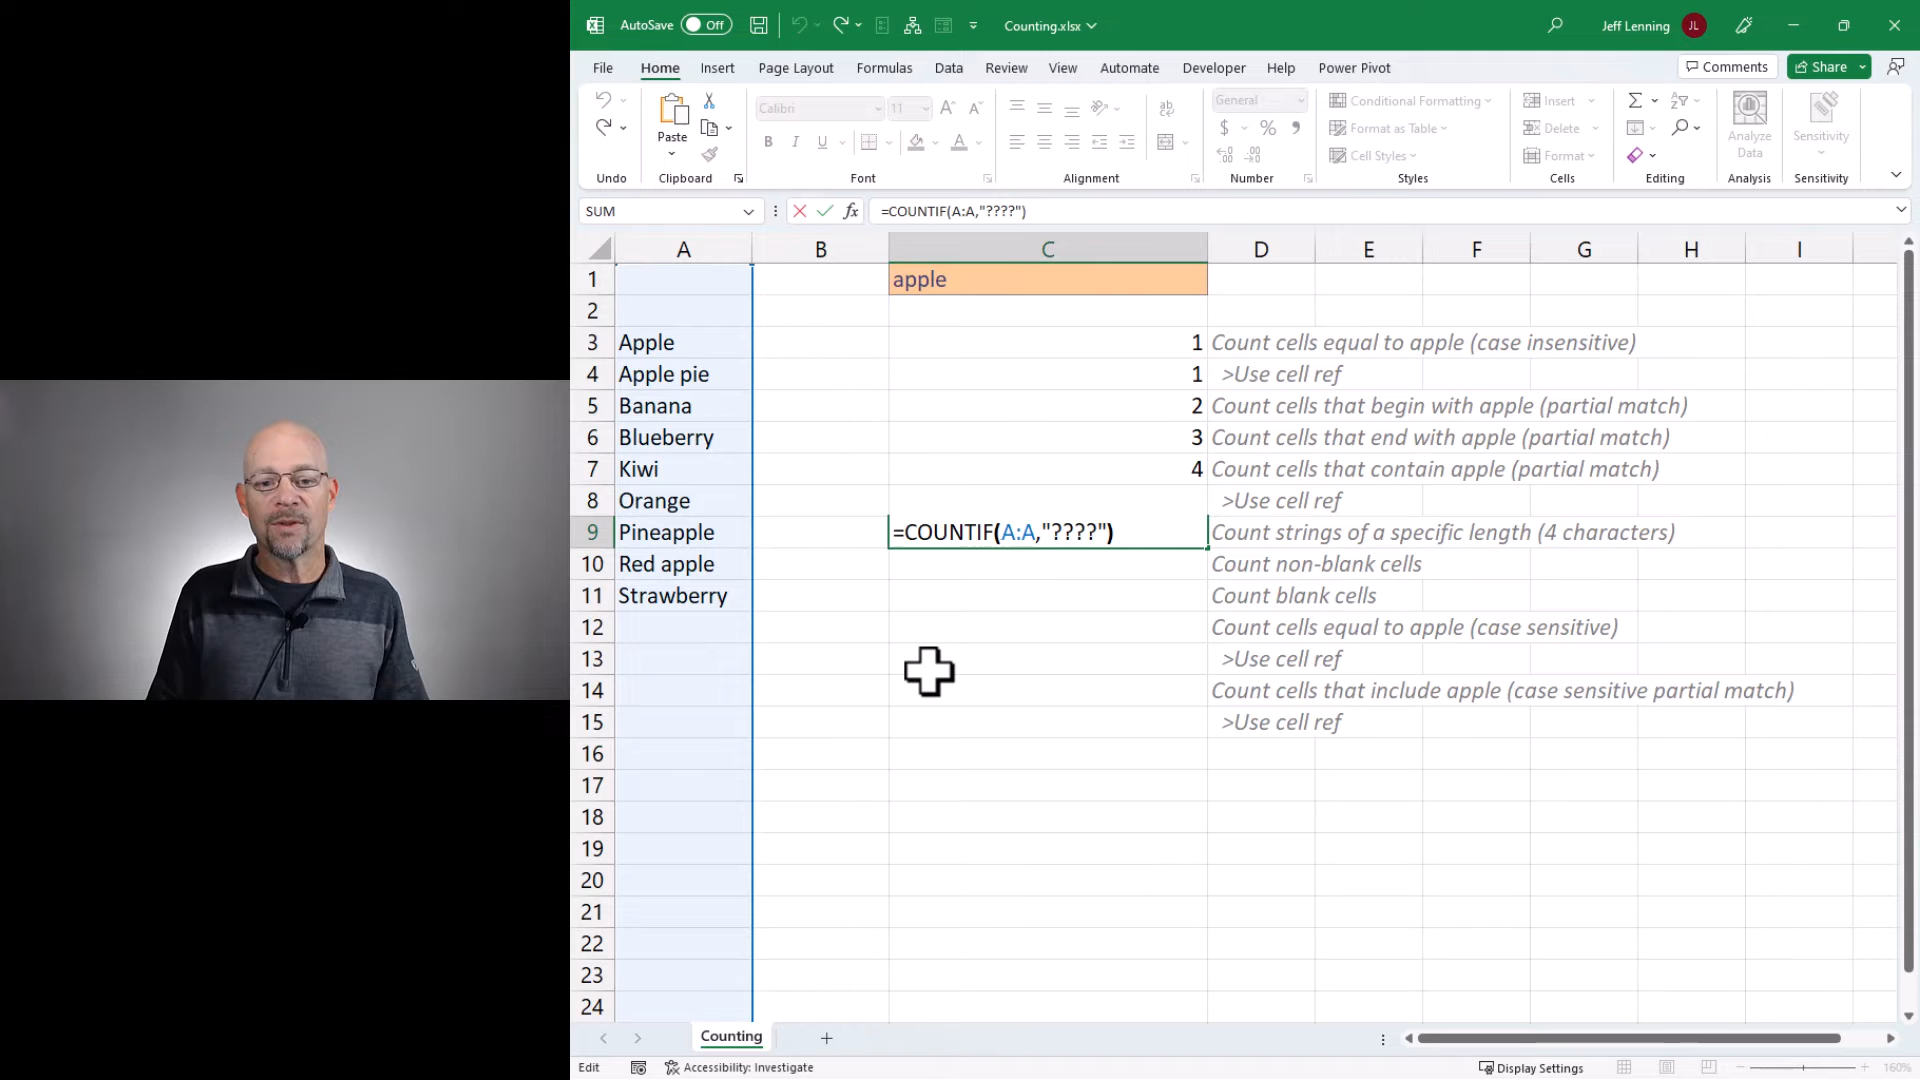 AutoSave Off Counting.xlsx Jeff Lenning JL
File Home Insert Page Layout Formulas Data Review View Automate Developer Help Power Pivot Comments Share
Calibri 11 General Conditional Formatting Insert
Paste B I U $ % Format as Table Delete Analyze Data Sensitivity
Cell Styles Format
Undo Clipboard Font Alignment Number Styles Cells Editing Analysis Sensitivity
SUM fx =COUNTIF(A:A,"????")
A B C D E F G H I
1 apple
2
3 Apple 1 Count cells equal to apple (case insensitive)
4 Apple pie 1 >Use cell ref
5 Banana 2 Count cells that begin with apple (partial match)
6 Blueberry 3 Count cells that end with apple (partial match)
7 Kiwi 4 Count cells that contain apple (partial match)
8 Orange >Use cell ref
9 Pineapple =COUNTIF(A:A,"????") Count strings of a specific length (4 characters)
10 Red apple Count non-blank cells
11 Strawberry Count blank cells
12 Count cells equal to apple (case sensitive)
13 >Use cell ref
14 Count cells that include apple (case sensitive partial match)
15 >Use cell ref
16
17
18
19
20
21
22
23
24
Counting
Edit Accessibility: Investigate Display Settings 160%